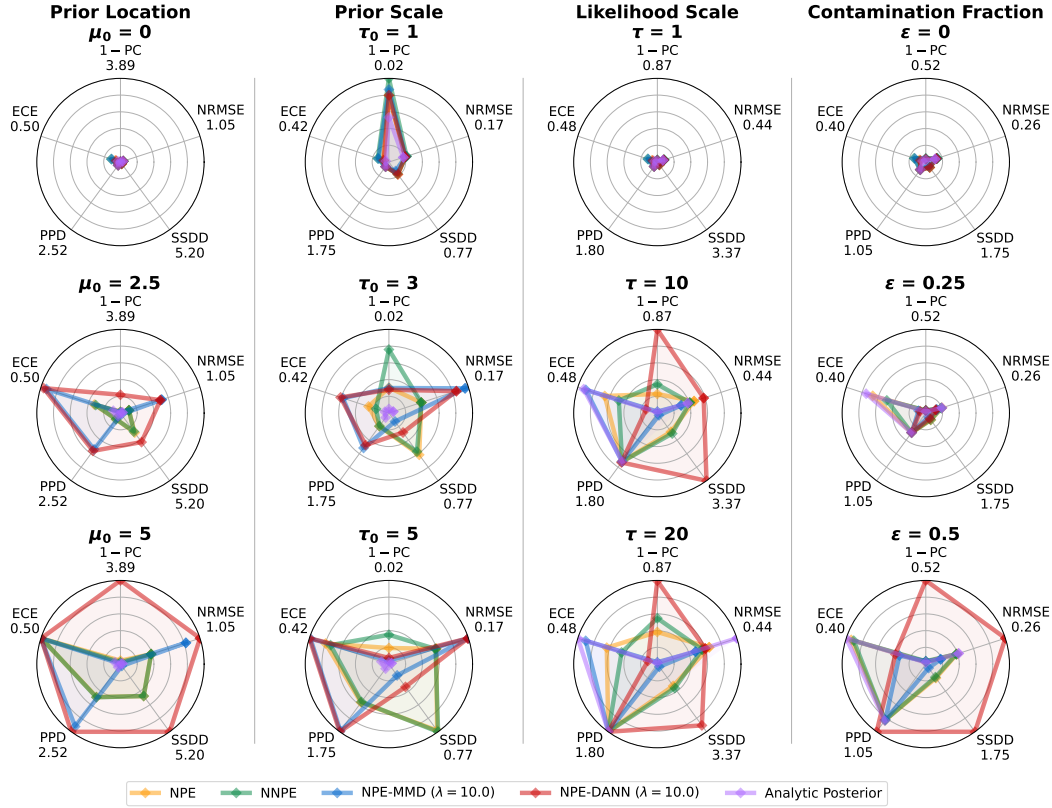 Prior Location
Prior Scale
Likelihood Scale
Contamination Fraction
μ₀ = 0
τ₀ = 1
τ = 1
ε = 0
1 − PC
3.89
ECE
0.50
NRMSE
1.05
PPD
2.52
SSDD
5.20
1 − PC
0.02
ECE
0.42
NRMSE
0.17
PPD
1.75
SSDD
0.77
1 − PC
0.87
ECE
0.48
NRMSE
0.44
PPD
1.80
SSDD
3.37
1 − PC
0.52
ECE
0.40
NRMSE
0.26
PPD
1.05
SSDD
1.75
μ₀ = 2.5
τ₀ = 3
τ = 10
ε = 0.25
1 − PC
3.89
ECE
0.50
NRMSE
1.05
PPD
2.52
SSDD
5.20
1 − PC
0.02
ECE
0.42
NRMSE
0.17
PPD
1.75
SSDD
0.77
1 − PC
0.87
ECE
0.48
NRMSE
0.44
PPD
1.80
SSDD
3.37
1 − PC
0.52
ECE
0.40
NRMSE
0.26
PPD
1.05
SSDD
1.75
μ₀ = 5
τ₀ = 5
τ = 20
ε = 0.5
1 − PC
3.89
ECE
0.50
NRMSE
1.05
PPD
2.52
SSDD
5.20
1 − PC
0.02
ECE
0.42
NRMSE
0.17
PPD
1.75
SSDD
0.77
1 − PC
0.87
ECE
0.48
NRMSE
0.44
PPD
1.80
SSDD
3.37
1 − PC
0.52
ECE
0.40
NRMSE
0.26
PPD
1.05
SSDD
1.75
NPE NNPE NPE-MMD (λ = 10.0) NPE-DANN (λ = 10.0) Analytic Posterior